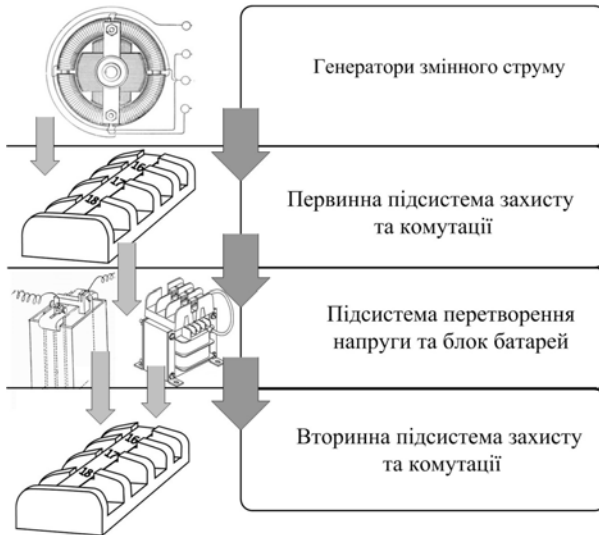 Генератори змінного струму
16
17
18
Первинна підсистема захисту
та комутації
Підсистема перетворення
напруги та блок батарей
16
17
18
Вторинна підсистема захисту
та комутації